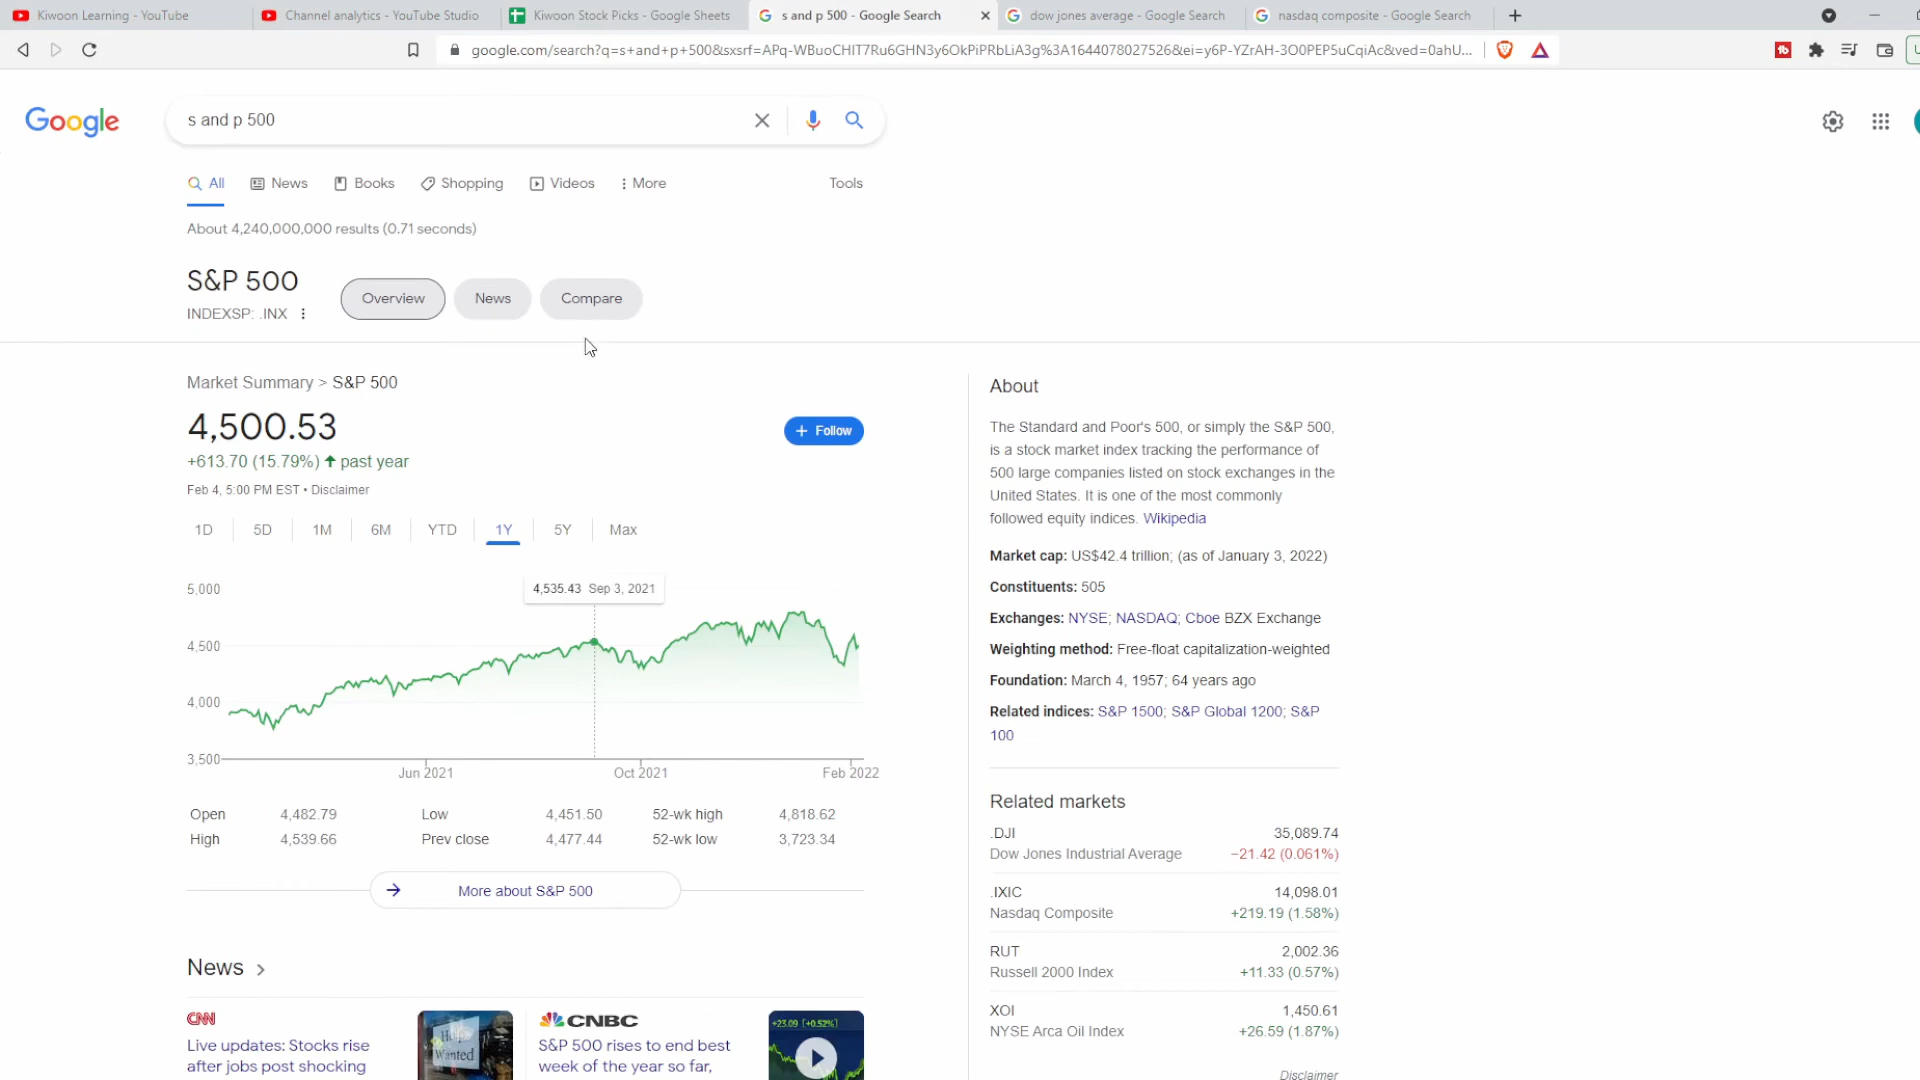 Kiwoon Learning - YouTube
Channel analytics - YouTube Studio
Kiwoon Stock Picks - Google Sheets
s and p 500 - Google Search
dow jones average - Google Search
nasdaq composite - Google Search
google.com/search?q=s+and+p+500&sxsrf=APq-WBuoCHIT7Ru6GHN3y6OkPiPRbLiA3g%3A1644078027526&ei=y6P-YZrAH-3O0PEP5uCqiAc&ved=0ahU...
Google
s and p 500
All
News
Books
Shopping
Videos
More
Tools
About 4,240,000,000 results (0.71 seconds)
S&P 500
INDEXSP: .INX
Overview
News
Compare
Market Summary > S&P 500
4,500.53
+613.70 (15.79%) past year
Feb 4, 5:00 PM EST • Disclaimer
+ Follow
1D 5D 1M 6M YTD 1Y 5Y Max
4,535.43 Sep 3, 2021
5,000
4,500
4,000
3,500
Jun 2021 Oct 2021 Feb 2022
Open 4,482.79 Low 4,451.50 52-wk high 4,818.62
High 4,539.66 Prev close 4,477.44 52-wk low 3,723.34
More about S&P 500
News >
CNN
Live updates: Stocks rise
after jobs post shocking
Help
Wanted
CNBC
S&P 500 rises to end best
week of the year so far,
+23.09 (+0.52%)
About
The Standard and Poor's 500, or simply the S&P 500,
is a stock market index tracking the performance of
500 large companies listed on stock exchanges in the
United States. It is one of the most commonly
followed equity indices. Wikipedia
Market cap: US$42.4 trillion; (as of January 3, 2022)
Constituents: 505
Exchanges: NYSE; NASDAQ; Cboe BZX Exchange
Weighting method: Free-float capitalization-weighted
Foundation: March 4, 1957; 64 years ago
Related indices: S&P 1500; S&P Global 1200; S&P
100
Related markets
.DJI 35,089.74
Dow Jones Industrial Average −21.42 (0.061%)
.IXIC 14,098.01
Nasdaq Composite +219.19 (1.58%)
RUT 2,002.36
Russell 2000 Index +11.33 (0.57%)
XOI 1,450.61
NYSE Arca Oil Index +26.59 (1.87%)
Disclaimer